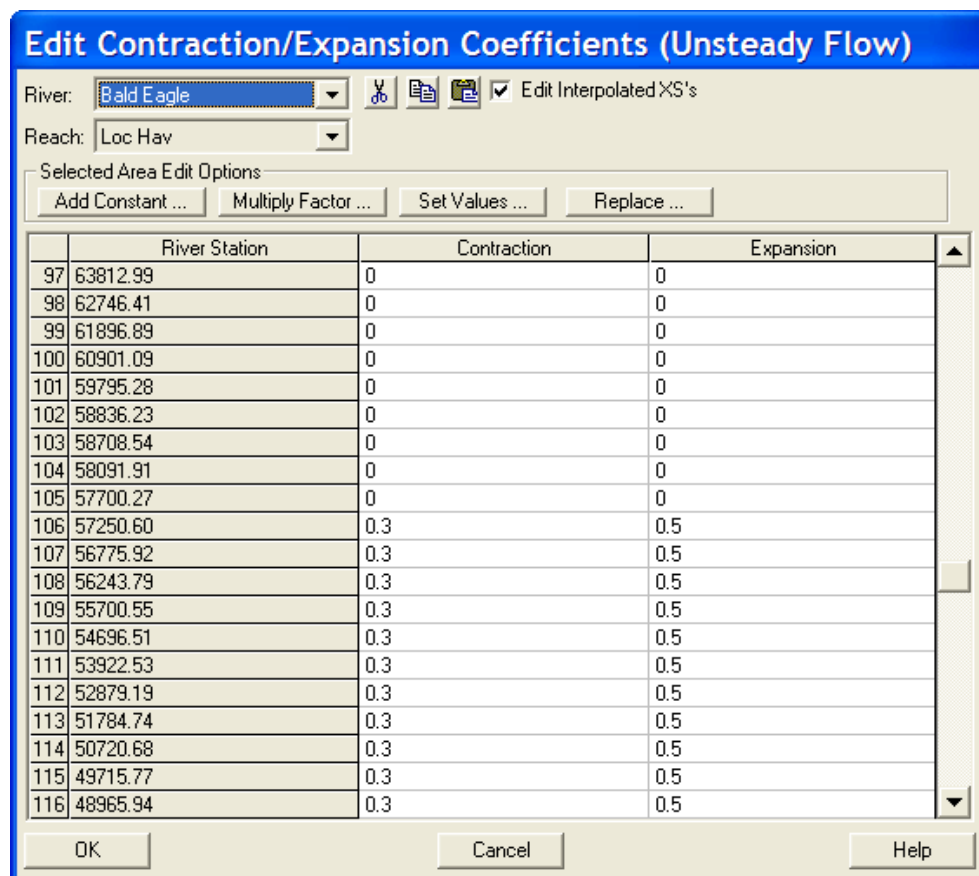 Edit Contraction/Expansion Coefficients (Unsteady Flow)
River: Bald Eagle Edit Interpolated XS's
Reach: Loc Hav
Selected Area Edit Options
Add Constant ... Multiply Factor ... Set Values ... Replace ...
River Station Contraction Expansion
97 63812.99 0 0
98 62746.41 0 0
99 61896.89 0 0
100 60901.09 0 0
101 59795.28 0 0
102 58836.23 0 0
103 58708.54 0 0
104 58091.91 0 0
105 57700.27 0 0
106 57250.60 0.3 0.5
107 56775.92 0.3 0.5
108 56243.79 0.3 0.5
109 55700.55 0.3 0.5
110 54696.51 0.3 0.5
111 53922.53 0.3 0.5
112 52879.19 0.3 0.5
113 51784.74 0.3 0.5
114 50720.68 0.3 0.5
115 49715.77 0.3 0.5
116 48965.94 0.3 0.5
OK Cancel Help